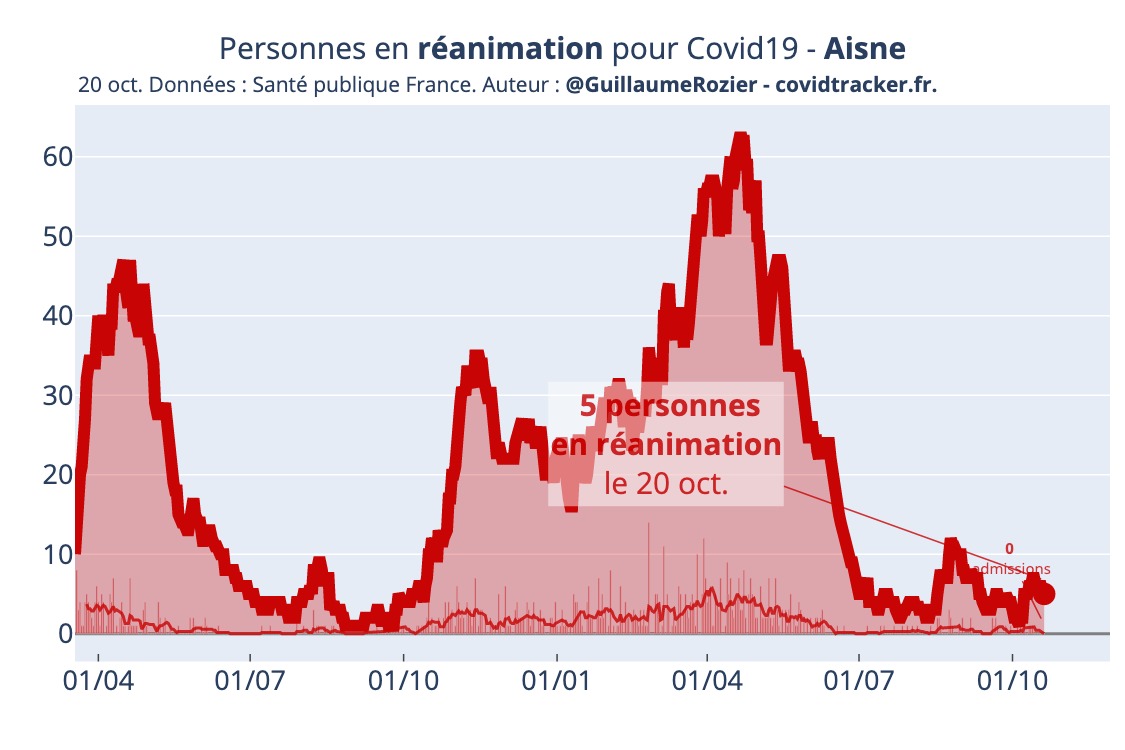 Personnes en réanimation pour Covid19 - Aisne
20 oct. Données : Santé publique France. Auteur : @GuillaumeRozier - covidtracker.fr.
60
50
40
30
20
10
0
5 personnes
en réanimation
le 20 oct.
0
admissions
01/04
01/07
01/10
01/01
01/04
01/07
01/10